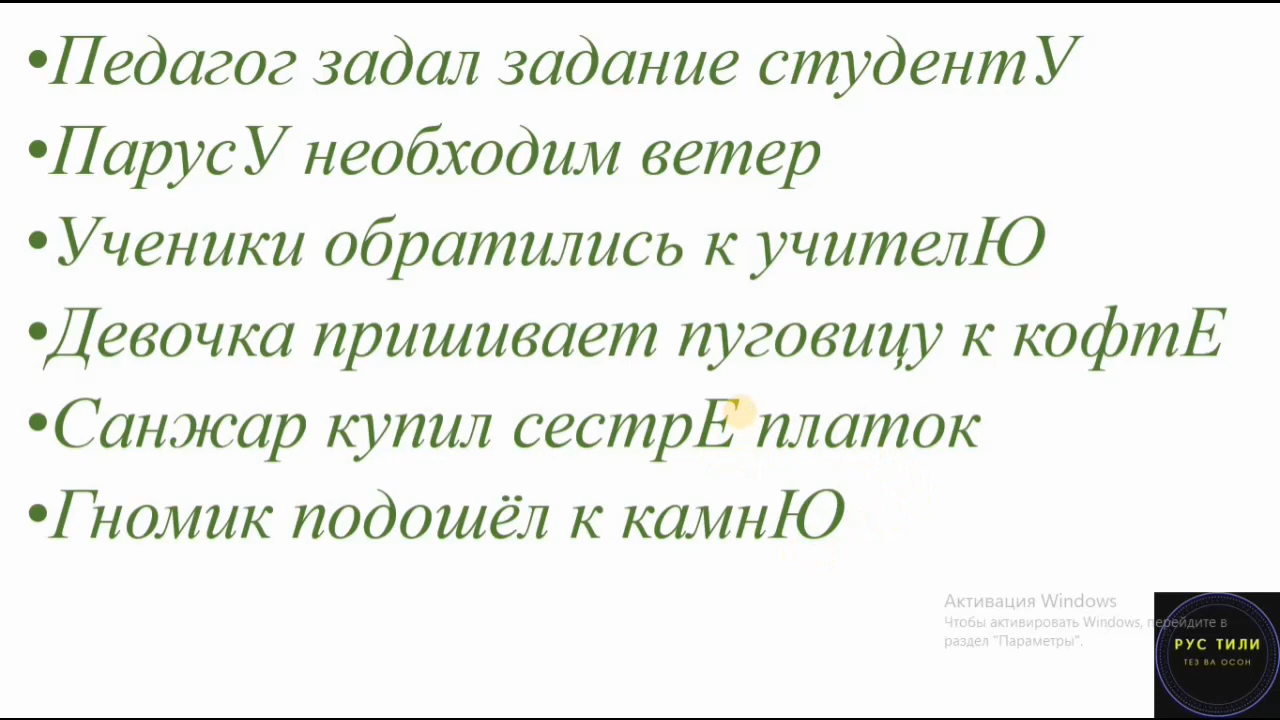 •Педагог задал задание студентУ
•ПарусУ необходим ветер
•Ученики обратились к учителЮ
•Девочка пришивает пуговицу к кофтЕ
•Санжар купил сестрЕ платок
•Гномик подошёл к камнЮ
Активация Windows
Чтобы активировать Windows, перейдите в
раздел "Параметры".
РУС ТИЛИ
ТЕЗ ВА ОСОН